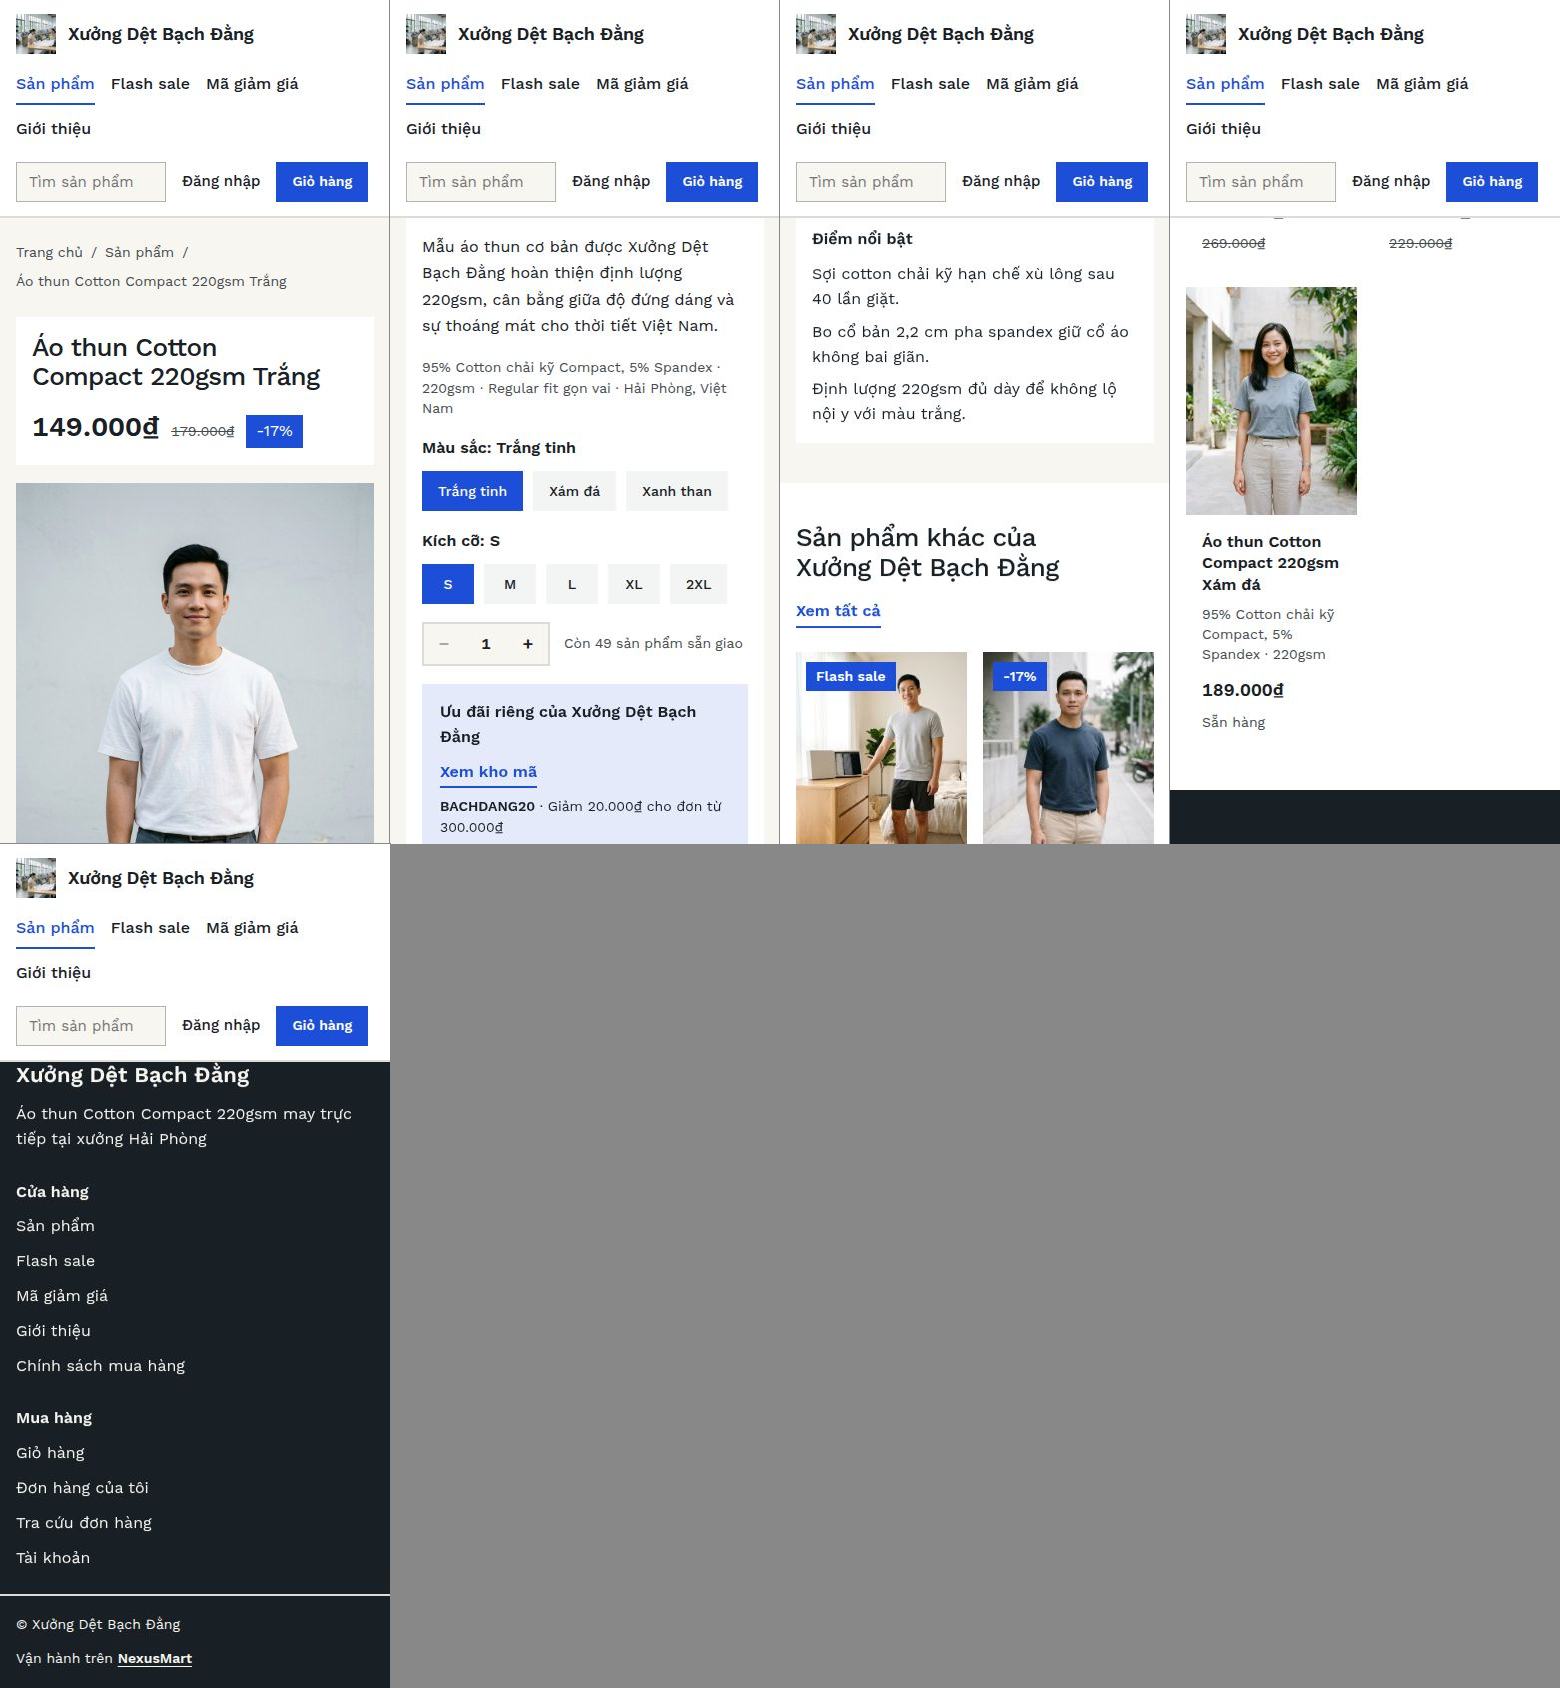 Xưởng Dệt Bạch Đằng
Sản phẩm Flash sale Mã giảm giá
Giới thiệu
Tìm sản phẩm Đăng nhập Giỏ hàng
Trang chủ / Sản phẩm /
Áo thun Cotton Compact 220gsm Trắng
Áo thun Cotton
Compact 220gsm Trắng
149.000₫ 179.000₫ -17%
Xưởng Dệt Bạch Đằng
Sản phẩm Flash sale Mã giảm giá
Giới thiệu
Tìm sản phẩm Đăng nhập Giỏ hàng
Mẫu áo thun cơ bản được Xưởng Dệt
Bạch Đằng hoàn thiện định lượng
220gsm, cân bằng giữa độ đứng dáng và
sự thoáng mát cho thời tiết Việt Nam.
95% Cotton chải kỹ Compact, 5% Spandex ·
220gsm · Regular fit gọn vai · Hải Phòng, Việt
Nam
Màu sắc: Trắng tinh
Trắng tinh Xám đá Xanh than
Kích cỡ: S
S M L XL 2XL
− 1 + Còn 49 sản phẩm sẵn giao
Ưu đãi riêng của Xưởng Dệt Bạch
Đằng
Xem kho mã
BACHDANG20 · Giảm 20.000₫ cho đơn từ
300.000₫
Xưởng Dệt Bạch Đằng
Sản phẩm Flash sale Mã giảm giá
Giới thiệu
Tìm sản phẩm Đăng nhập Giỏ hàng
Điểm nổi bật
Sợi cotton chải kỹ hạn chế xù lông sau
40 lần giặt.
Bo cổ bản 2,2 cm pha spandex giữ cổ áo
không bai giãn.
Định lượng 220gsm đủ dày để không lộ
nội y với màu trắng.
Sản phẩm khác của
Xưởng Dệt Bạch Đằng
Xem tất cả
Flash sale -17%
Xưởng Dệt Bạch Đằng
Sản phẩm Flash sale Mã giảm giá
Giới thiệu
Tìm sản phẩm Đăng nhập Giỏ hàng
269.000₫ 229.000₫
Áo thun Cotton
Compact 220gsm
Xám đá
95% Cotton chải kỹ
Compact, 5%
Spandex · 220gsm
189.000₫
Sẵn hàng
Xưởng Dệt Bạch Đằng
Sản phẩm Flash sale Mã giảm giá
Giới thiệu
Tìm sản phẩm Đăng nhập Giỏ hàng
Xưởng Dệt Bạch Đằng
Áo thun Cotton Compact 220gsm may trực
tiếp tại xưởng Hải Phòng
Cửa hàng
Sản phẩm
Flash sale
Mã giảm giá
Giới thiệu
Chính sách mua hàng
Mua hàng
Giỏ hàng
Đơn hàng của tôi
Tra cứu đơn hàng
Tài khoản
© Xưởng Dệt Bạch Đằng
Vận hành trên NexusMart